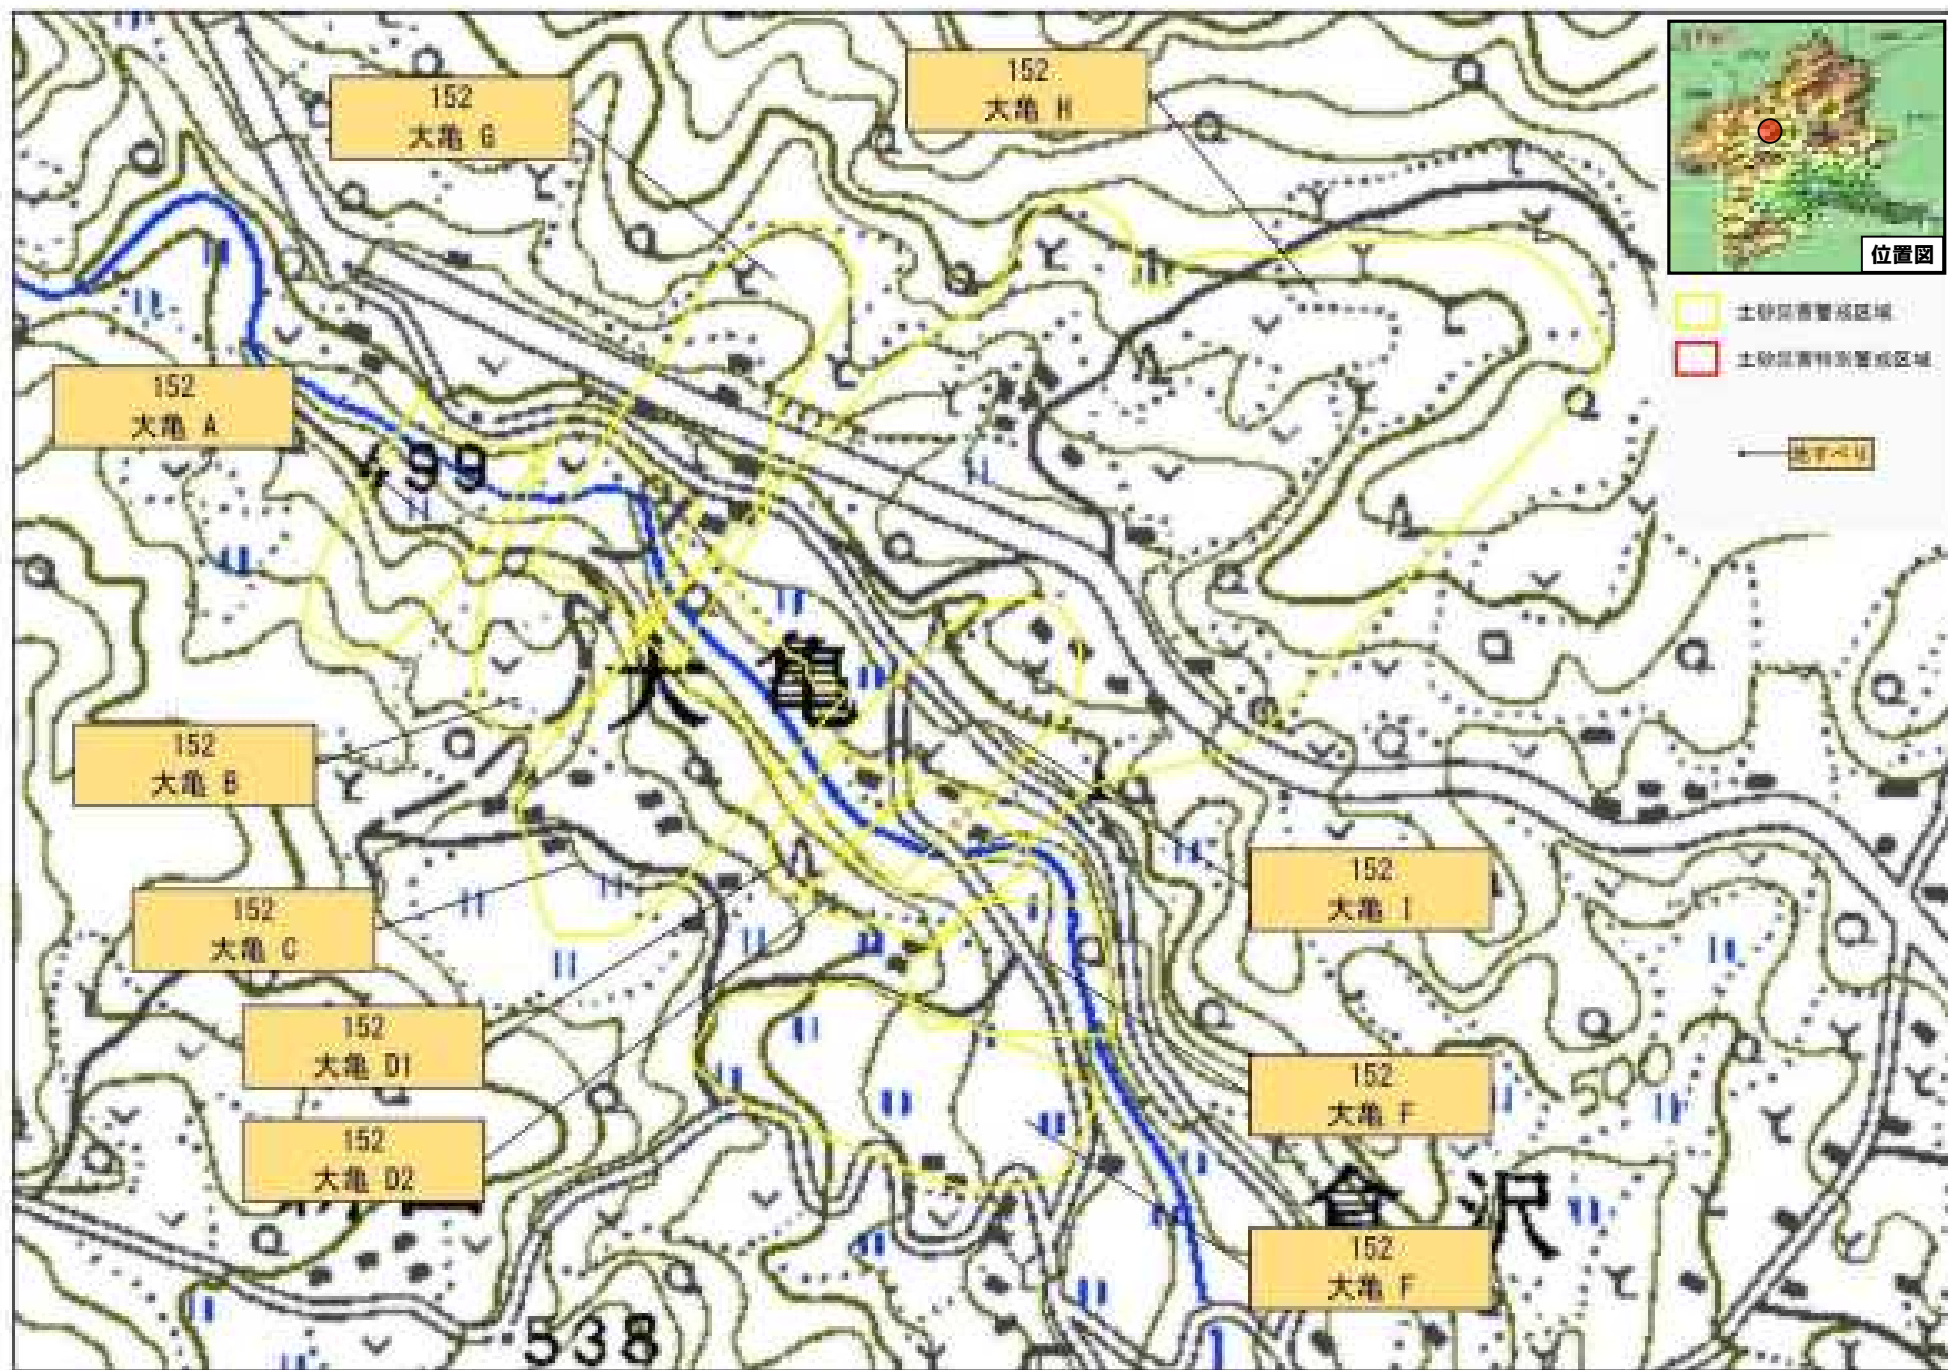 152
大亀 G
152
大亀 H
位置図
土砂災害警戒区域
土砂災害特別警戒区域
152
大亀 A
地すべり
499
大亀
152
大亀 B
152
大亀 I
152
大亀 C
152
大亀 D1
152
大亀 F
500
152
大亀 D2
倉沢
152
大亀 F
538